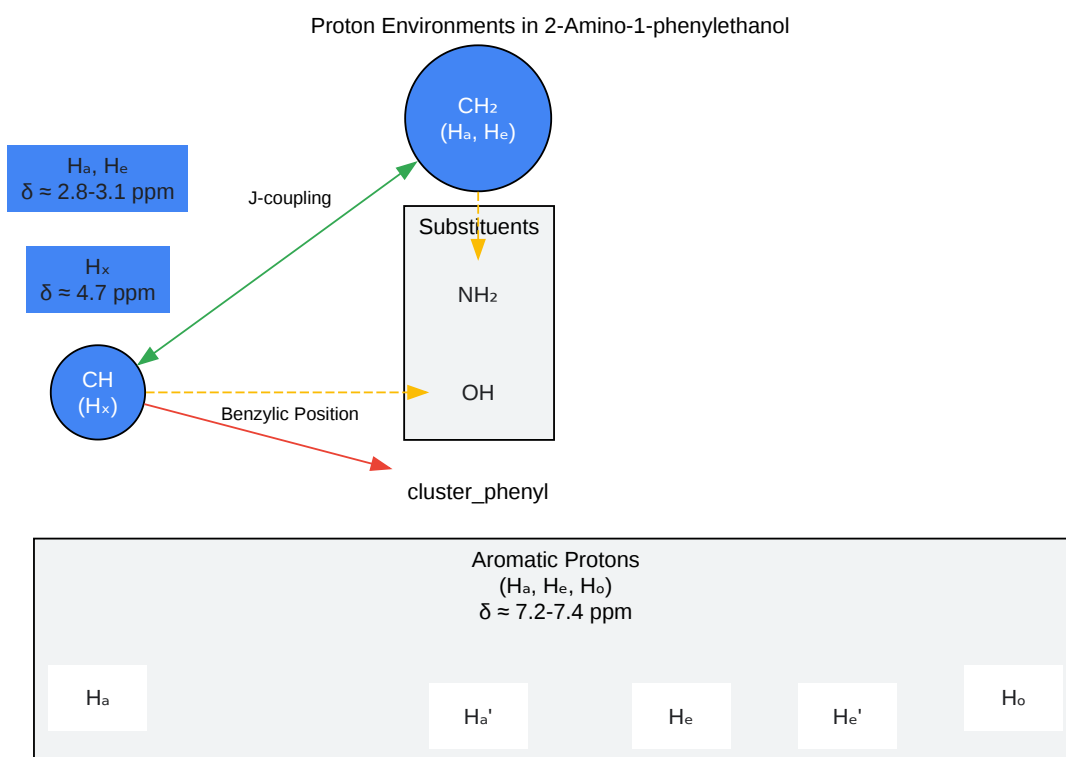 Proton Environments in 2-Amino-1-phenylethanol
CH₂
(Hₐ, Hₑ)
Hₐ, Hₑ
δ ≈ 2.8-3.1 ppm
J-coupling
Substituents
Hₓ
δ ≈ 4.7 ppm
NH₂
CH
(Hₓ)
OH
Benzylic Position
cluster_phenyl
Aromatic Protons
(Hₐ, Hₑ, Hₒ)
δ ≈ 7.2-7.4 ppm
Hₐ
Hₐ'
Hₑ
Hₑ'
Hₒ